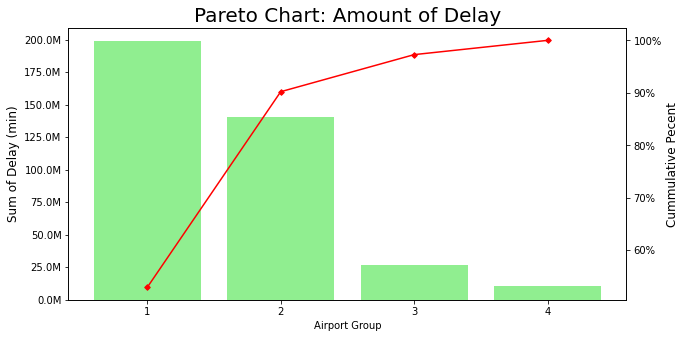 Pareto Chart: Amount of Delay
200.0M
175.0M
150.0M
125.0M
100.0M
75.0M
50.0M
25.0M
0.0M
Sum of Delay (min)
100%
90%
80%
70%
60%
Cummulative Pecent
1 2 3 4
Airport Group